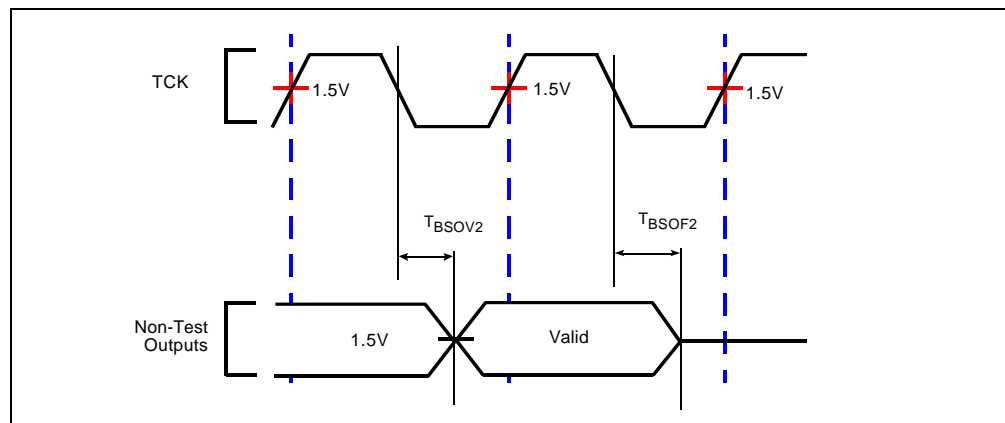 TCK
1.5V
1.5V
1.5V
TBSOV2
TBSOF2
Non-Test
Outputs
1.5V
Valid